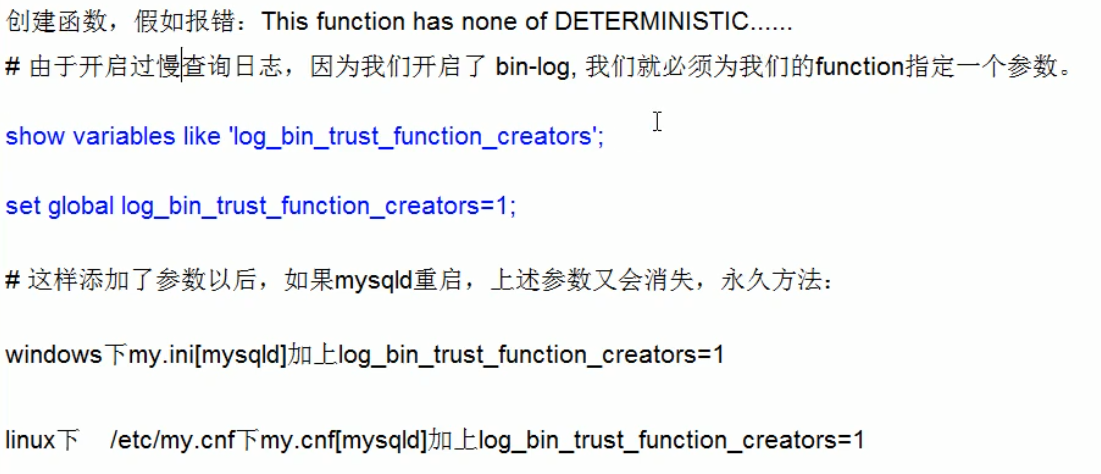 创建函数，假如报错：This function has none of DETERMINISTIC......
# 由于开启过慢查询日志，因为我们开启了 bin-log, 我们就必须为我们的function指定一个参数。
show variables like 'log_bin_trust_function_creators';
set global log_bin_trust_function_creators=1;
# 这样添加了参数以后，如果mysqld重启，上述参数又会消失，永久方法：
windows下my.ini[mysqld]加上log_bin_trust_function_creators=1
linux下 /etc/my.cnf下my.cnf[mysqld]加上log_bin_trust_function_creators=1